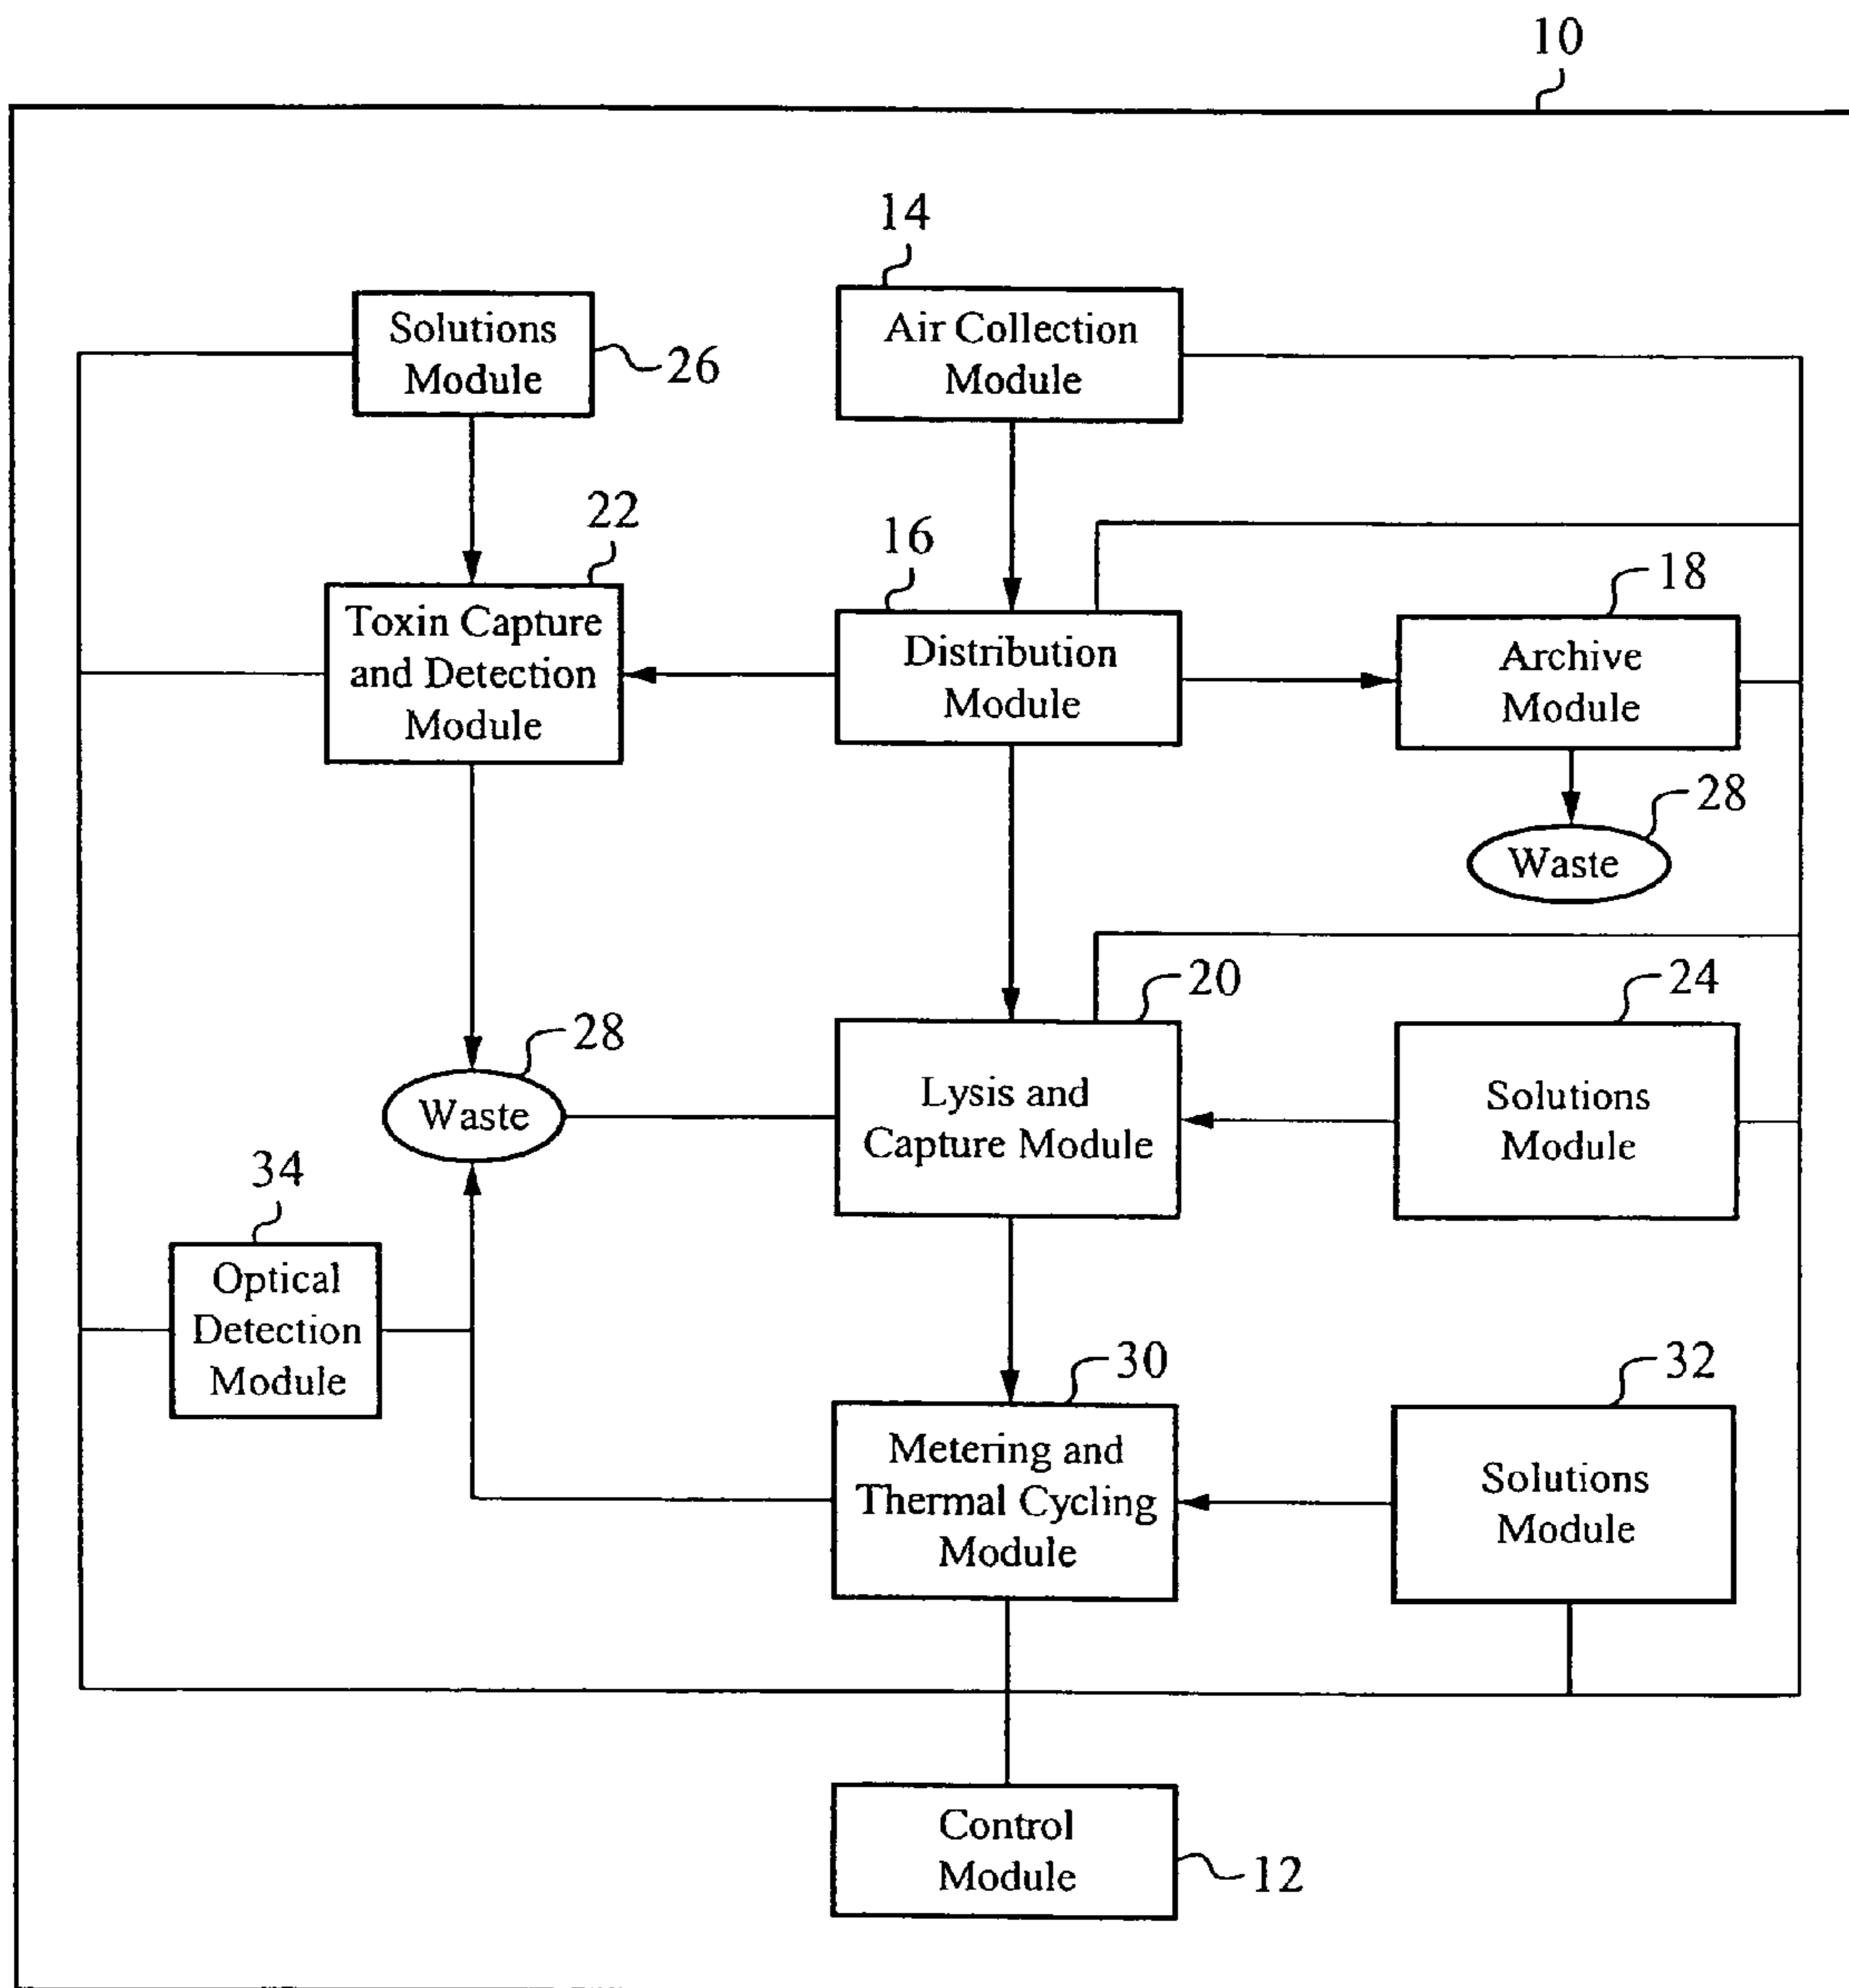 10
14
Solutions
Module
26
Air Collection
Module
22
16
18
Toxin Capture
and Detection
Module
Distribution
Module
Archive
Module
28
Waste
20
24
28
Waste
Lysis and
Capture Module
Solutions
Module
34
Optical
Detection
Module
30
32
Metering and
Thermal Cycling
Module
Solutions
Module
Control
Module
12